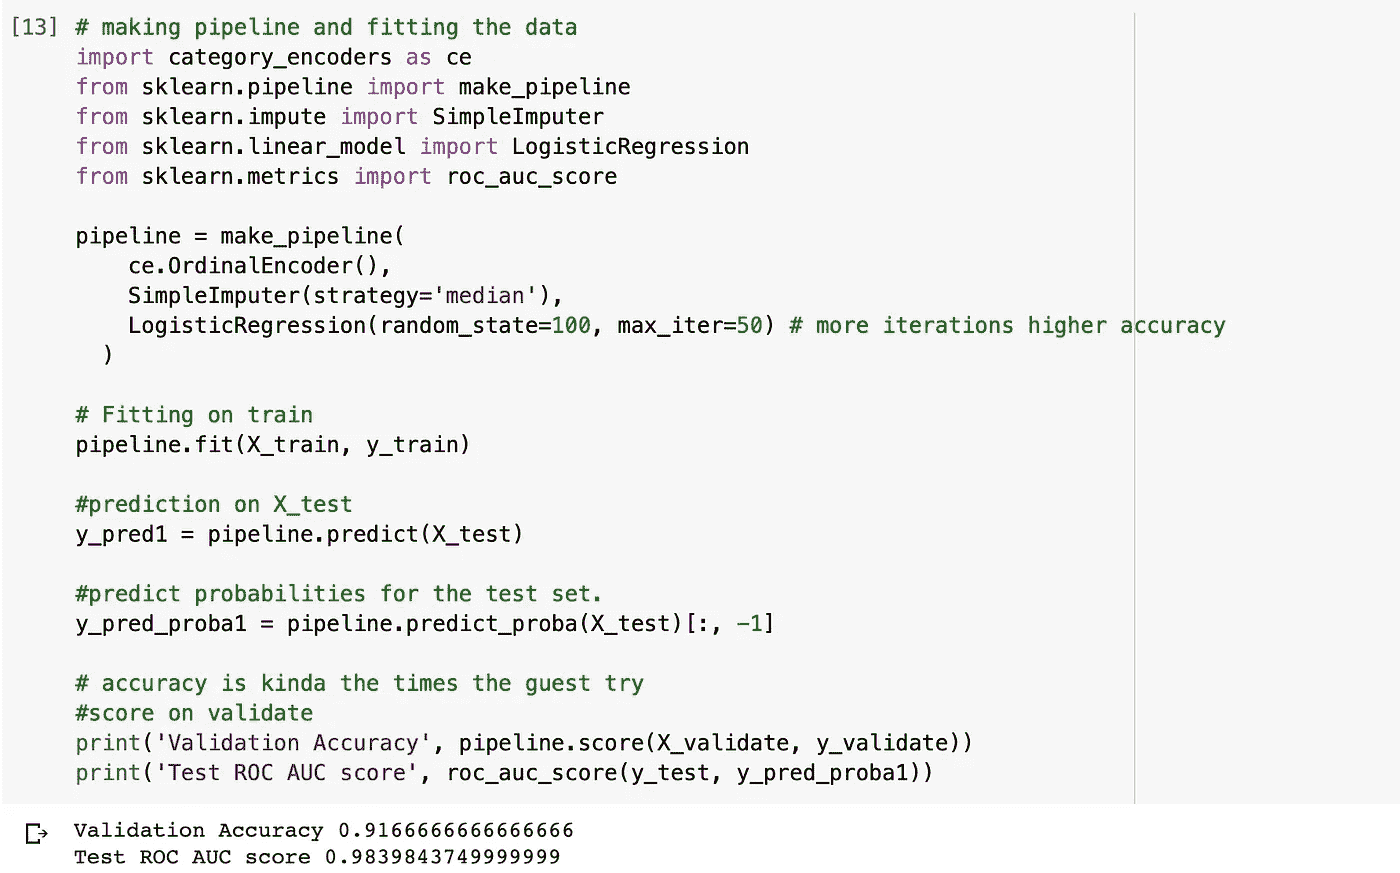 [13] # making pipeline and fitting the data
import category_encoders as ce
from sklearn.pipeline import make_pipeline
from sklearn.impute import SimpleImputer
from sklearn.linear_model import LogisticRegression
from sklearn.metrics import roc_auc_score
pipeline = make_pipeline(
ce.OrdinalEncoder(),
SimpleImputer(strategy='median'),
LogisticRegression(random_state=100, max_iter=50) # more iterations higher accuracy
)
# Fitting on train
pipeline.fit(X_train, y_train)
#prediction on X_test
y_pred1 = pipeline.predict(X_test)
#predict probabilities for the test set.
y_pred_proba1 = pipeline.predict_proba(X_test)[:, -1]
# accuracy is kinda the times the guest try
#score on validate
print('Validation Accuracy', pipeline.score(X_validate, y_validate))
print('Test ROC AUC score', roc_auc_score(y_test, y_pred_proba1))
Validation Accuracy 0.9166666666666666
Test ROC AUC score 0.9839843749999999